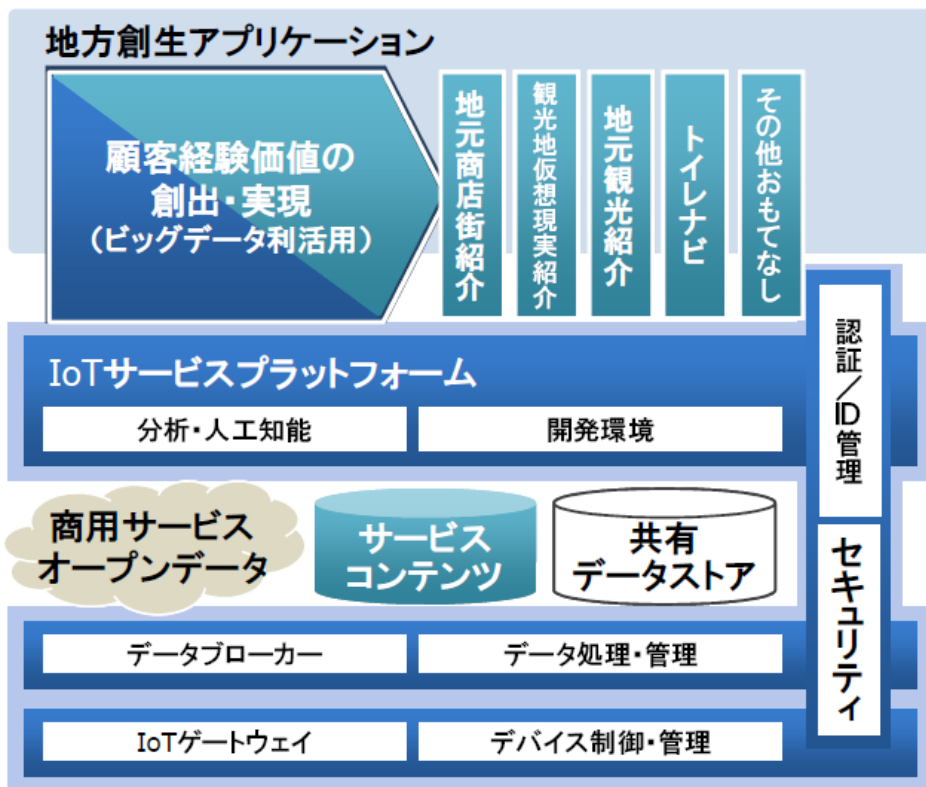 地方創生アプリケーション
顧客経験価値の
創出・実現
（ビッグデータ利活用）
地元商店街紹介
観光地仮想現実紹介
地元観光紹介
トイレナビ
その他おもてなし
認証／ID管理
IoTサービスプラットフォーム
分析・人工知能
開発環境
商用サービス
オープンデータ
サービス
コンテンツ
共有
データストア
セキュリティ
データブローカー
データ処理・管理
IoTゲートウェイ
デバイス制御・管理